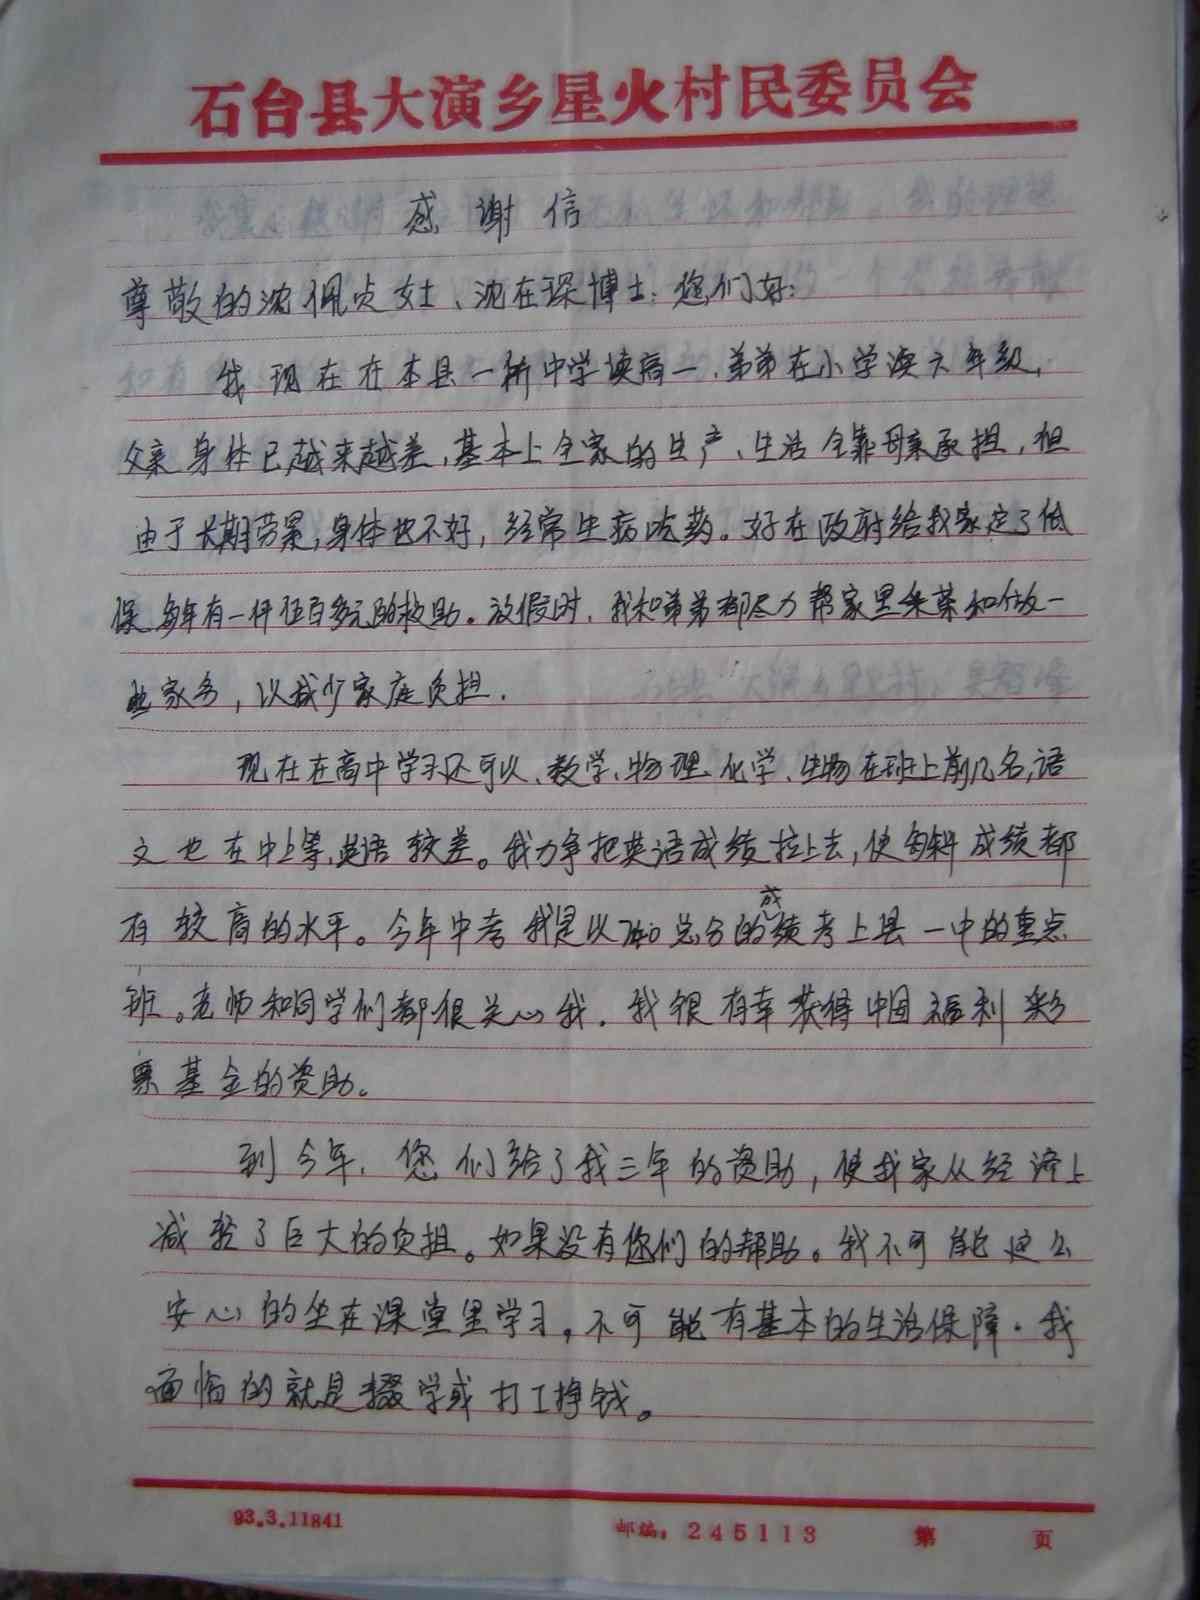 石台县大演乡星火村民委员会
感谢信
尊敬的沈佩贞女士、沈在琛博士：您们好：
我现在在本县一所中学读高一，弟弟在小学读六年级，
父亲身体已越来越差，基本上全家的生产、生活全靠母亲承担，但
由于长期劳累，身体也不好，经常生病吃药。好在政府给我家定了低
保，每年有一仟伍百多元的救助。放假时，我和弟弟都尽力帮家里采茶和做一
些家务，以减少家庭负担．
现在在高中学习还可以、数学、物理、化学、生物在班上前几名，语
文也在中上等，英语较差。我力争把英语成绩拉上去，使每科成绩都
有较高的水平。今年中考我是以740总分的成绩考上县一中的重点
班。老师和同学们都很关心我．我很有幸获得中国福利彩
票基金的资助。
到今年，您们给了我三年的资助，使我家从经济上
减轻了巨大的负担。如果没有您们的帮助。我不可能这么
安心的坐在课堂里学习，不可能有基本的生活保障．我
面临的就是辍学或打工挣钱。
93.3.11841
邮编：245113
第 页